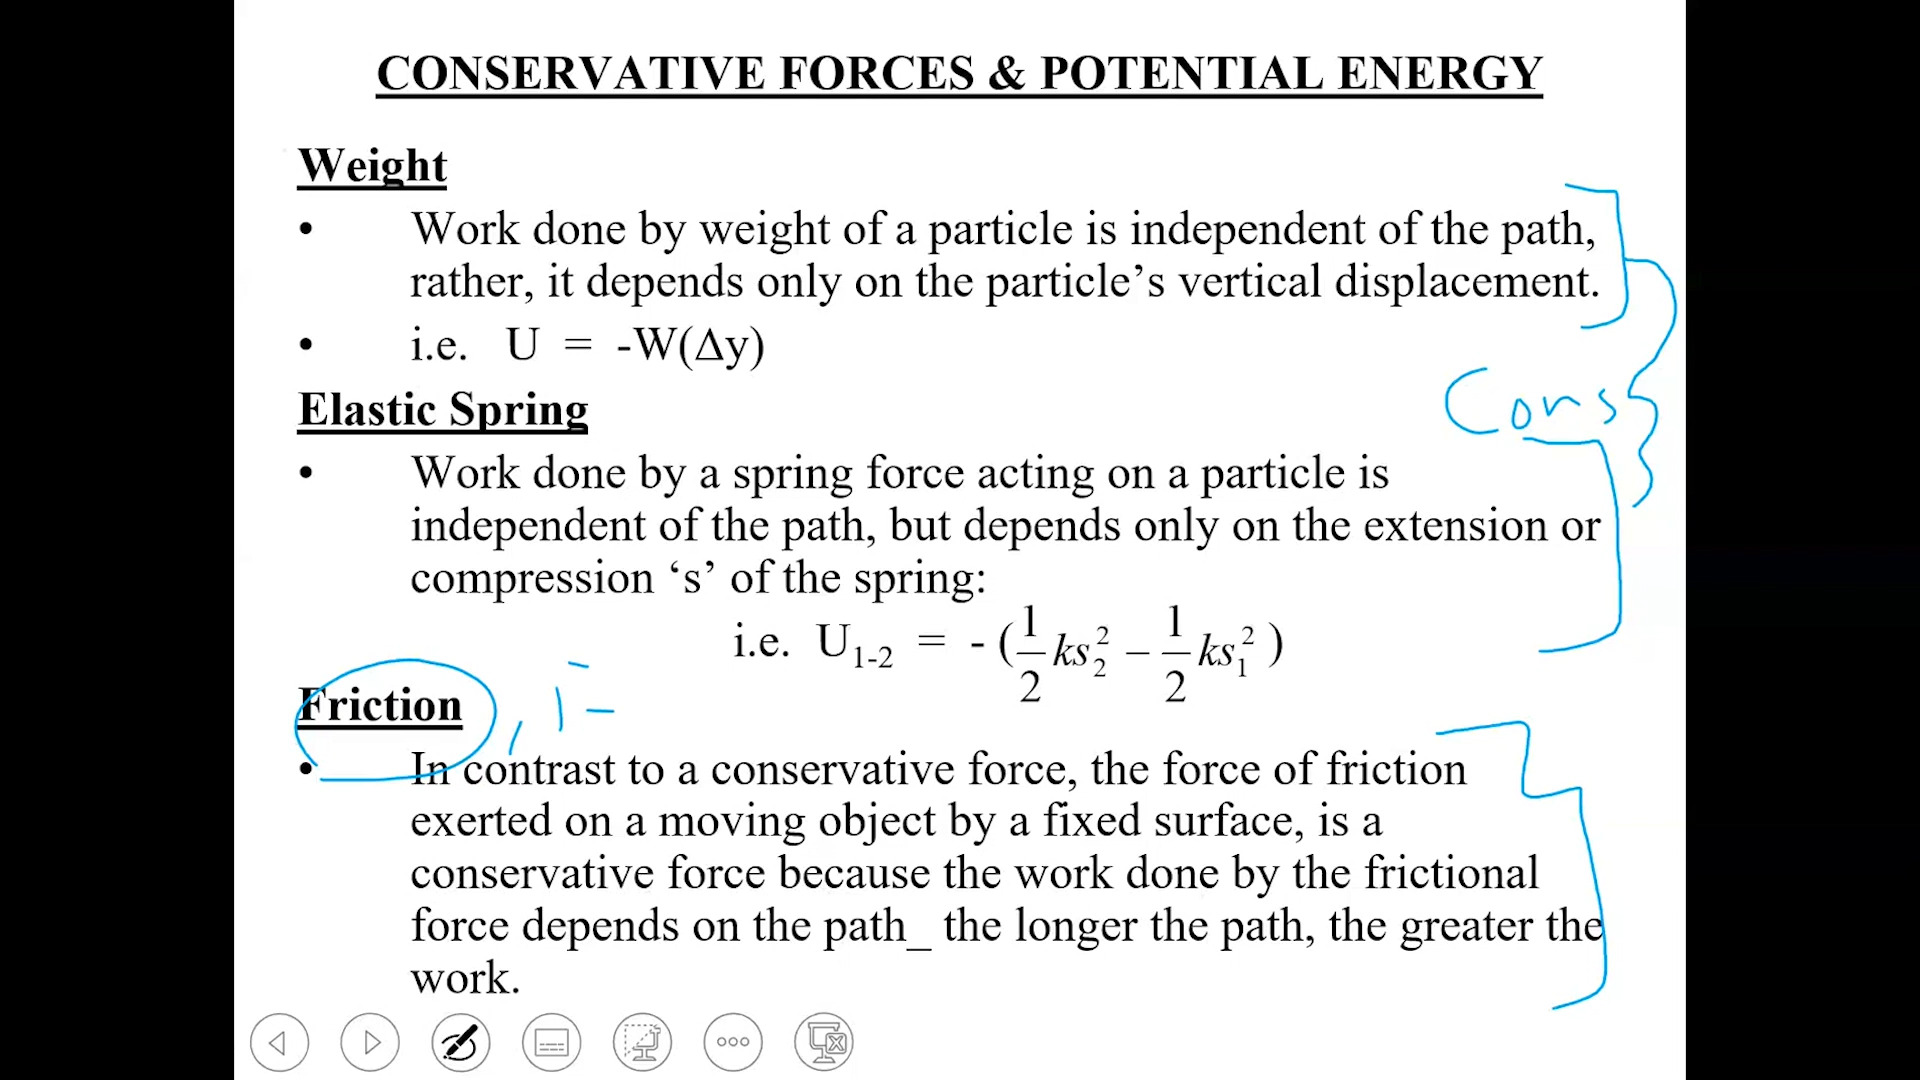 CONSERVATIVE FORCES & POTENTIAL ENERGY
Weight
• Work done by weight of a particle is independent of the path,
rather, it depends only on the particle’s vertical displacement.
• i.e. U = -W(Δy)
Cons
Elastic Spring
• Work done by a spring force acting on a particle is
independent of the path, but depends only on the extension or
compression ‘s’ of the spring:
i.e. U₁₋₂ = - (1/2 ks₂² – 1/2 ks₁²)
Friction
• In contrast to a conservative force, the force of friction
exerted on a moving object by a fixed surface, is a
conservative force because the work done by the frictional
force depends on the path_ the longer the path, the greater the
work.